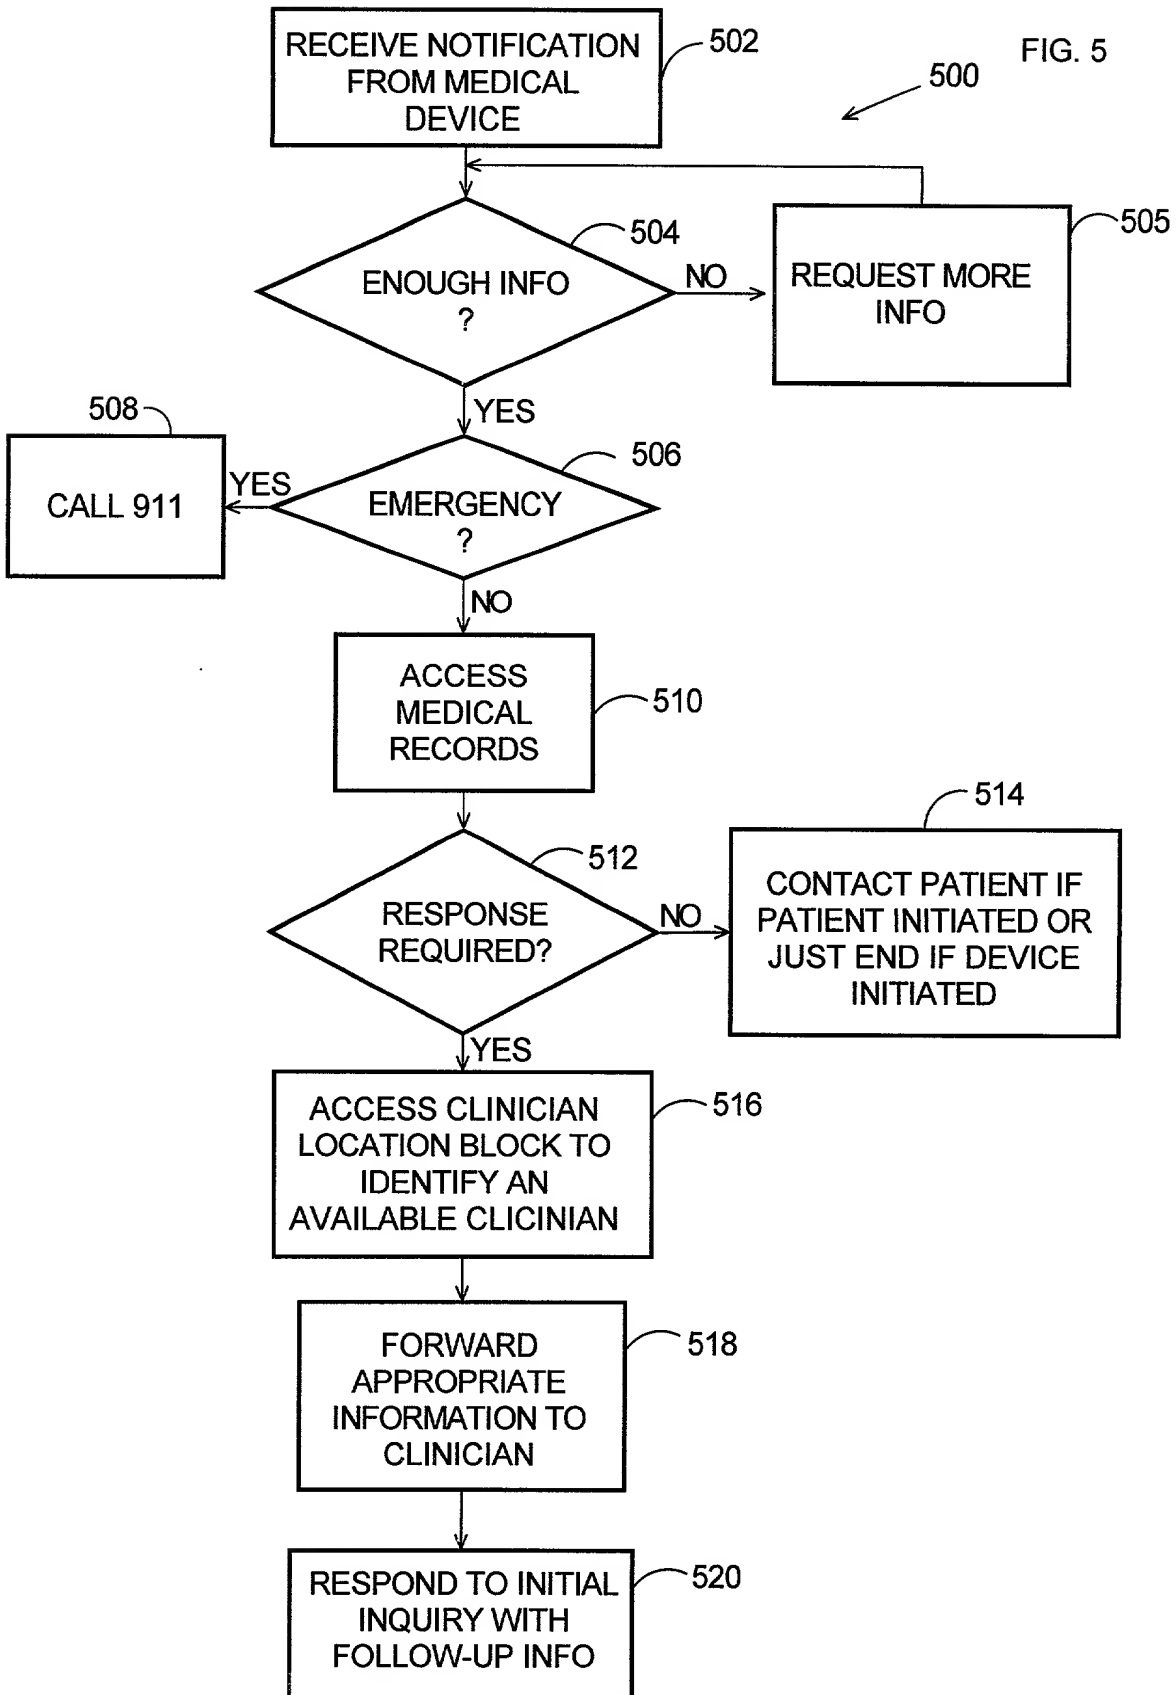 RECEIVE NOTIFICATION
FROM MEDICAL
DEVICE
502
FIG. 5
500
504
ENOUGH INFO
?
NO
505
REQUEST MORE
INFO
YES
508
CALL 911
YES
506
EMERGENCY
?
NO
ACCESS
MEDICAL
RECORDS
510
512
RESPONSE
REQUIRED?
NO
514
CONTACT PATIENT IF
PATIENT INITIATED OR
JUST END IF DEVICE
INITIATED
YES
ACCESS CLINICIAN
LOCATION BLOCK TO
IDENTIFY AN
AVAILABLE CLICINIAN
516
FORWARD
APPROPRIATE
INFORMATION TO
CLINICIAN
518
RESPOND TO INITIAL
INQUIRY WITH
FOLLOW-UP INFO
520